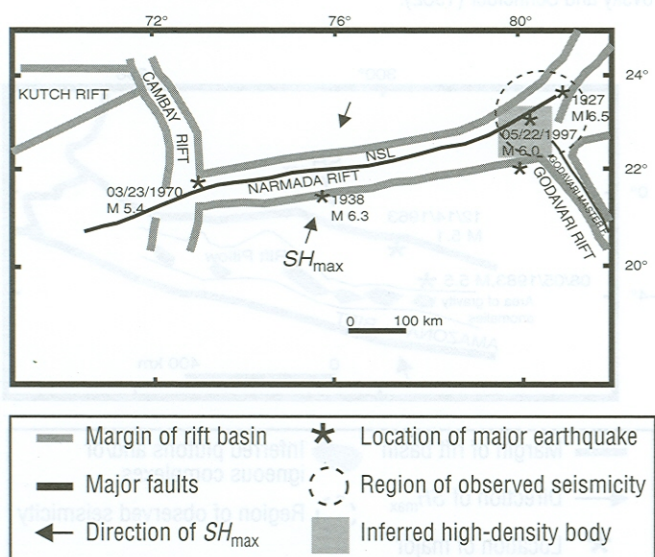 72°
76°
80°
24°
22°
20°
KUTCH RIFT
CAMBAY RIFT
NSL
NARMADA RIFT
03/23/1970
M 5.4
1938
M 6.3
1927
M 6.5
05/22/1997
M 6.0
GODAVARI RIFT
SHmax
0 100 km
Margin of rift basin
Location of major earthquake
Major faults
Region of observed seismicity
Direction of SHmax
Inferred high-density body